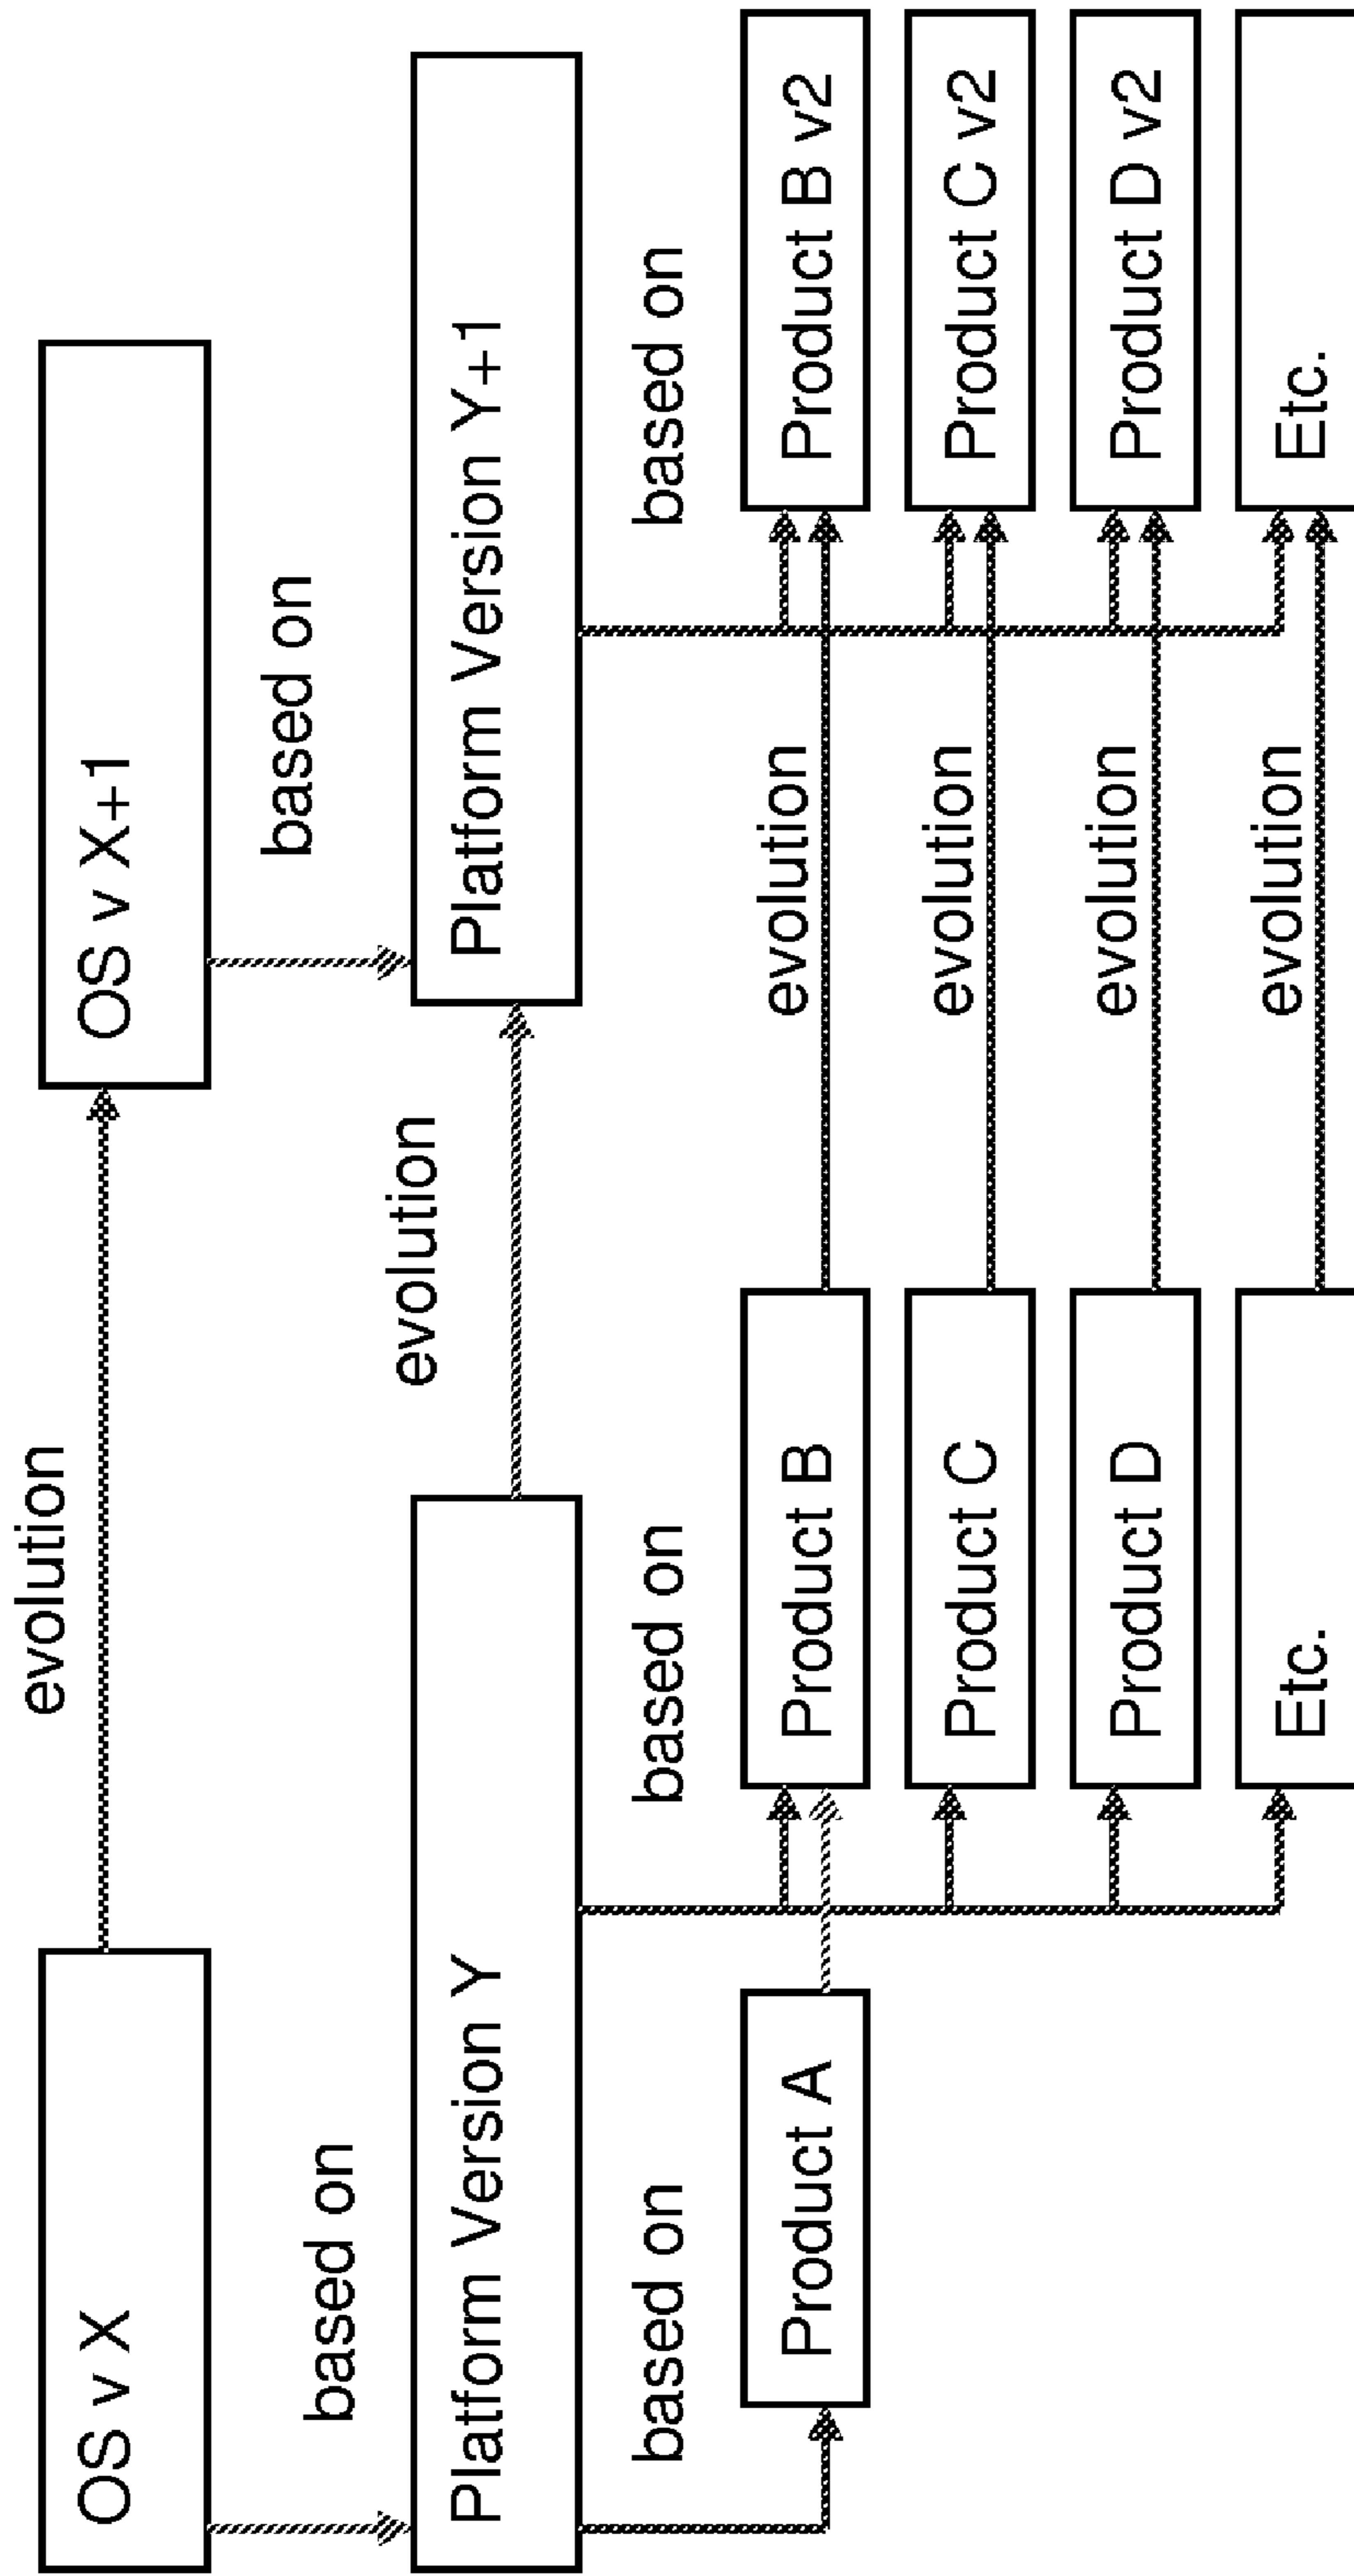 OS v X
evolution
OS v X+1
based on
based on
Platform Version Y
evolution
Platform Version Y+1
based on
based on
based on
Product A
Product B
evolution
Product B v2
Product C
evolution
Product C v2
Product D
evolution
Product D v2
Etc.
evolution
Etc.